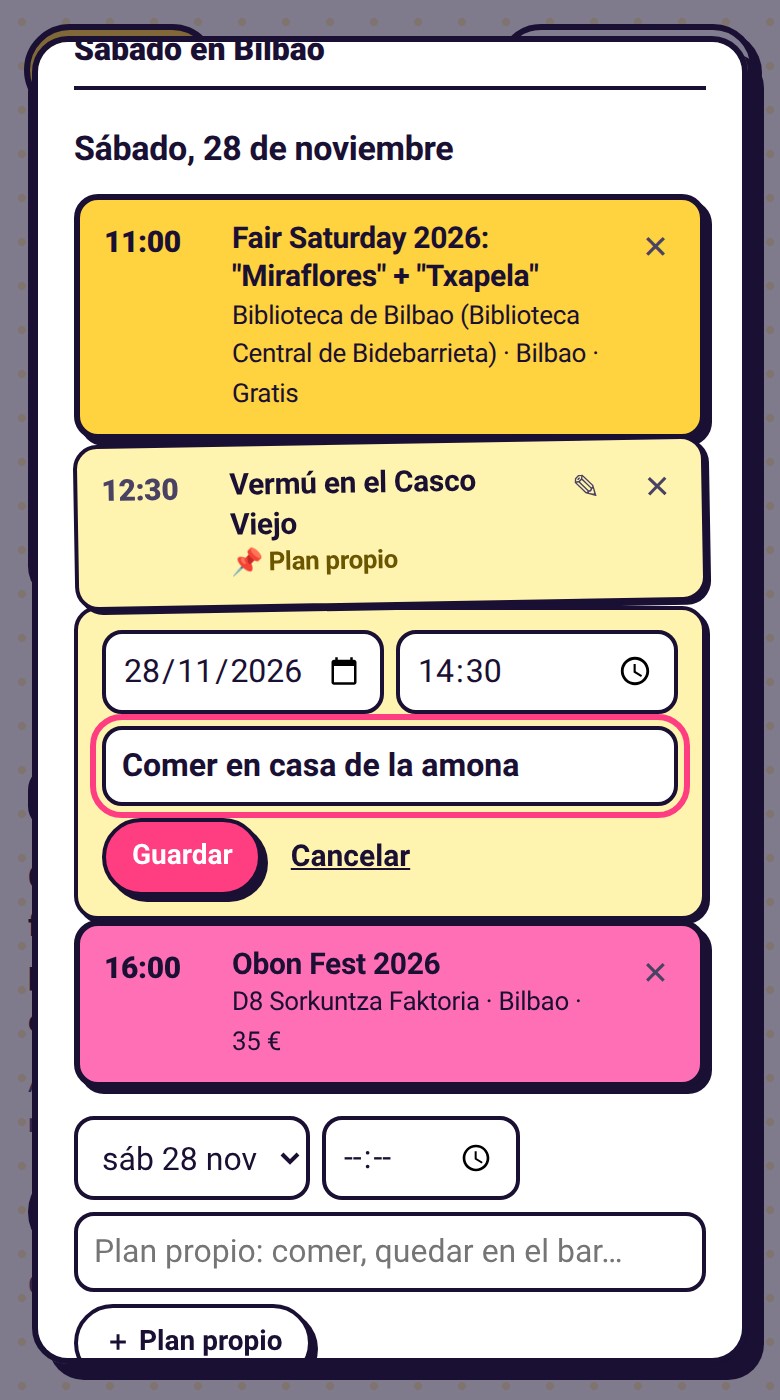 Sábado en Bilbao
Sábado, 28 de noviembre
11:00
Fair Saturday 2026:
"Miraflores" + "Txapela"
Biblioteca de Bilbao (Biblioteca
Central de Bidebarrieta) · Bilbao ·
Gratis
12:30
Vermú en el Casco
Viejo
📌 Plan propio
28/11/2026
14:30
Comer en casa de la amona
Guardar
Cancelar
16:00
Obon Fest 2026
D8 Sorkuntza Faktoria · Bilbao ·
35 €
sáb 28 nov
--:--
Plan propio: comer, quedar en el bar...
+ Plan propio